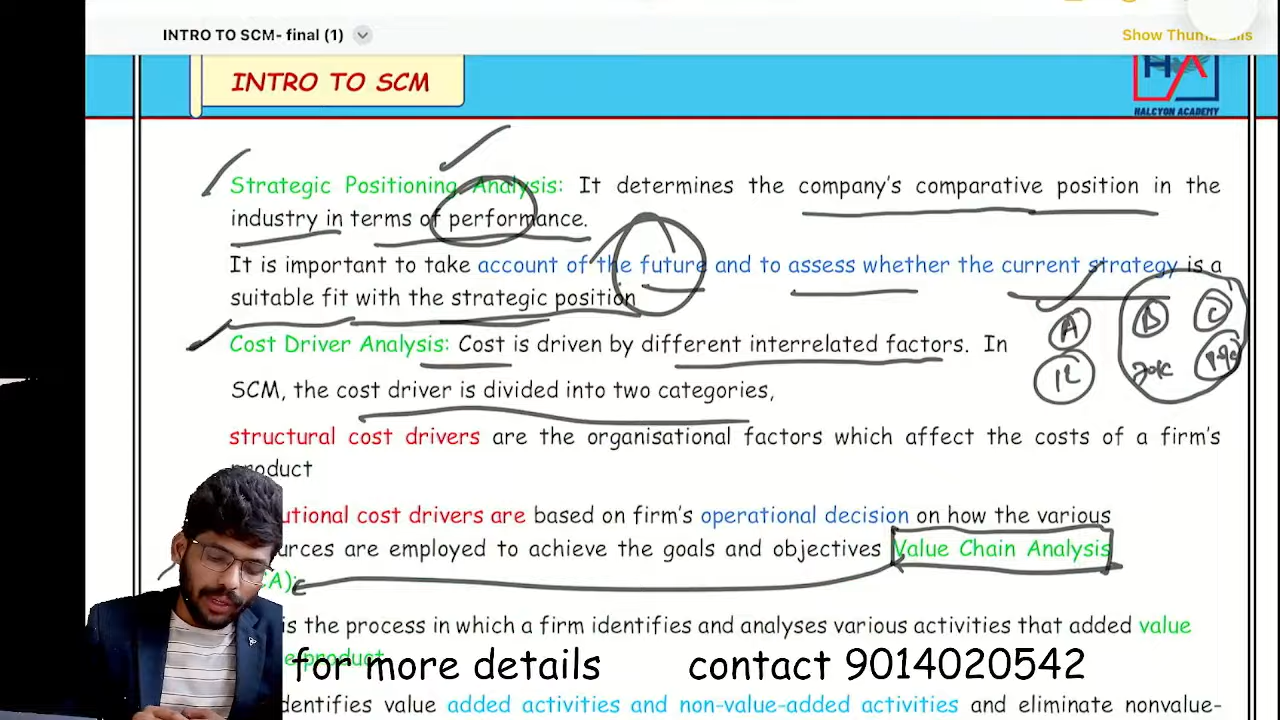 INTRO TO SCM- final (1)
Show Thum
INTRO TO SCM
HA
HALCYON ACADEMY
Strategic Positioning Analysis: It determines the company's comparative position in the
industry in terms of performance.
It is important to take account of the future and to assess whether the current strategy is a
suitable fit with the strategic position
Cost Driver Analysis: Cost is driven by different interrelated factors. In
A B C
SCM, the cost driver is divided into two categories,
structural cost drivers are the organisational factors which affect the costs of a firm's
product
utional cost drivers are based on firm's operational decision on how the various
urces are employed to achieve the goals and objectives Value Chain Analysis
CA):
is the process in which a firm identifies and analyses various activities that added value
product
for more details contact 9014020542
dentifies value added activities and non-value-added activities and eliminate nonvalue-